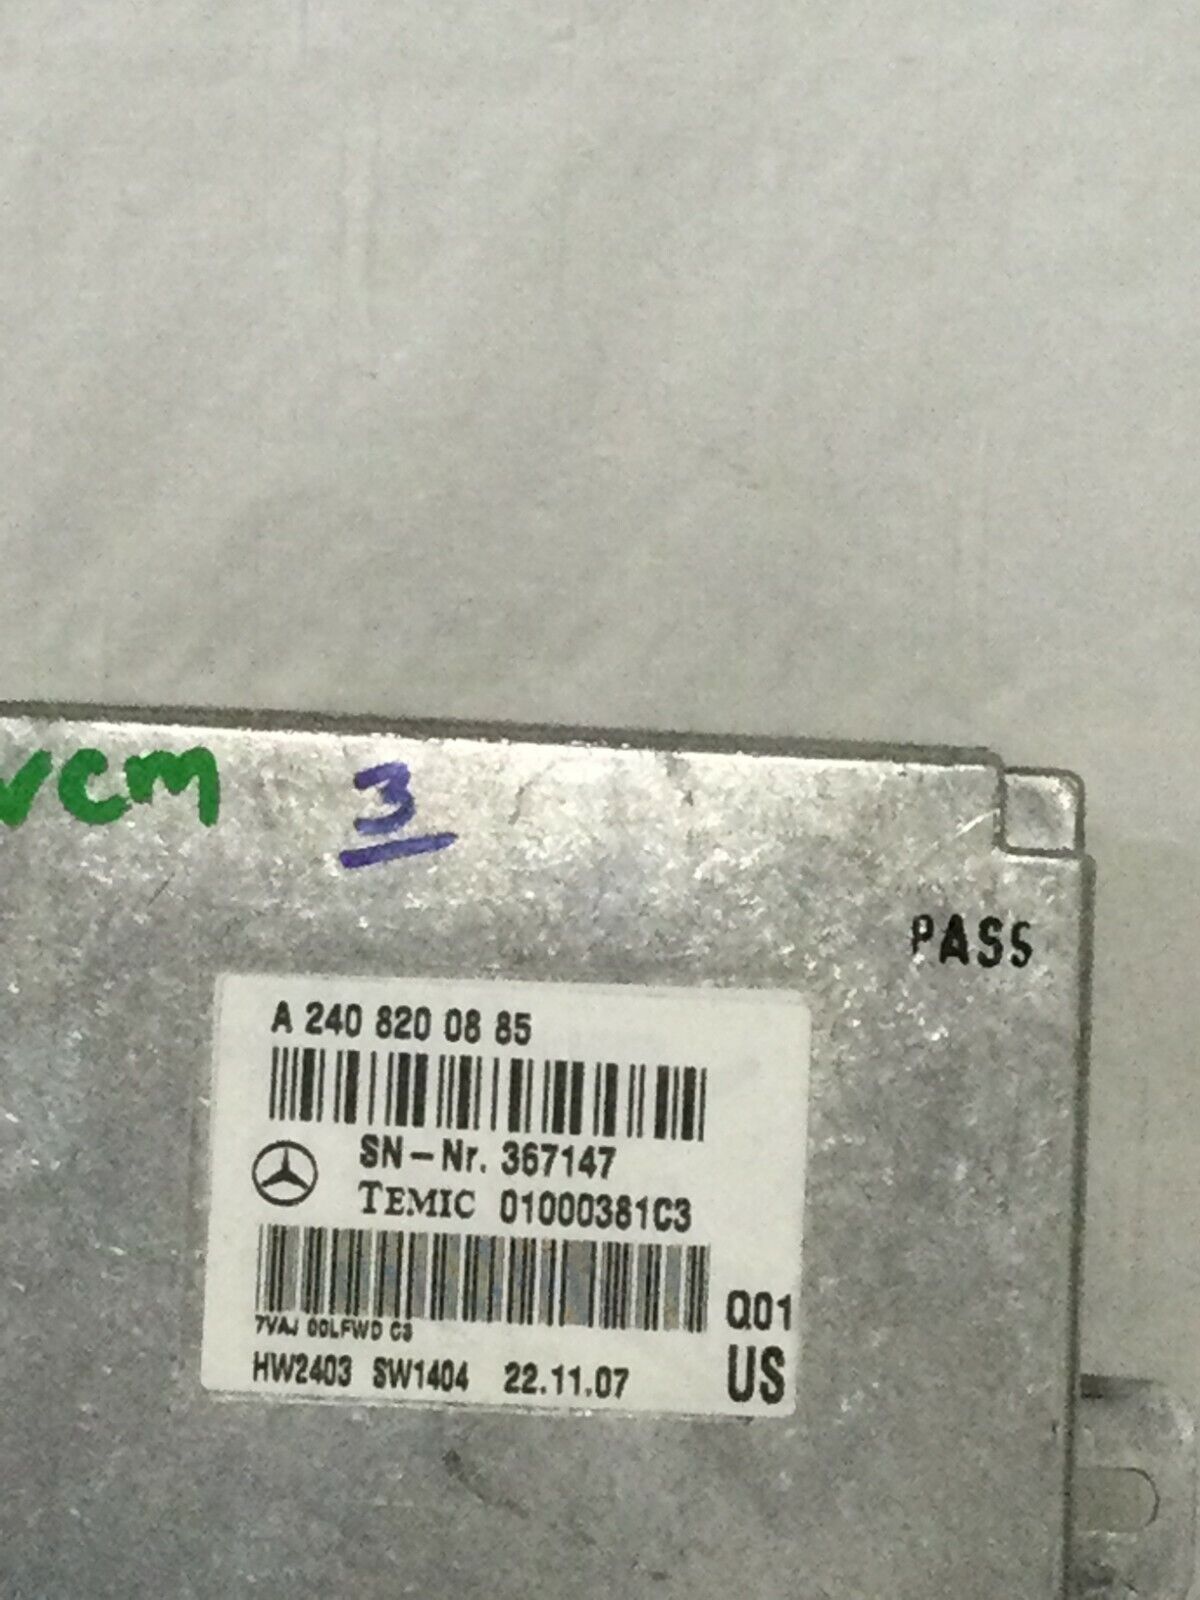 vcm 3
PASS
A 240 820 08 85
SN-Nr. 367147
TEMIC 01000381C3
Q01
7VAJ 00LFWD C3
HW2403 SW1404 22.11.07
US